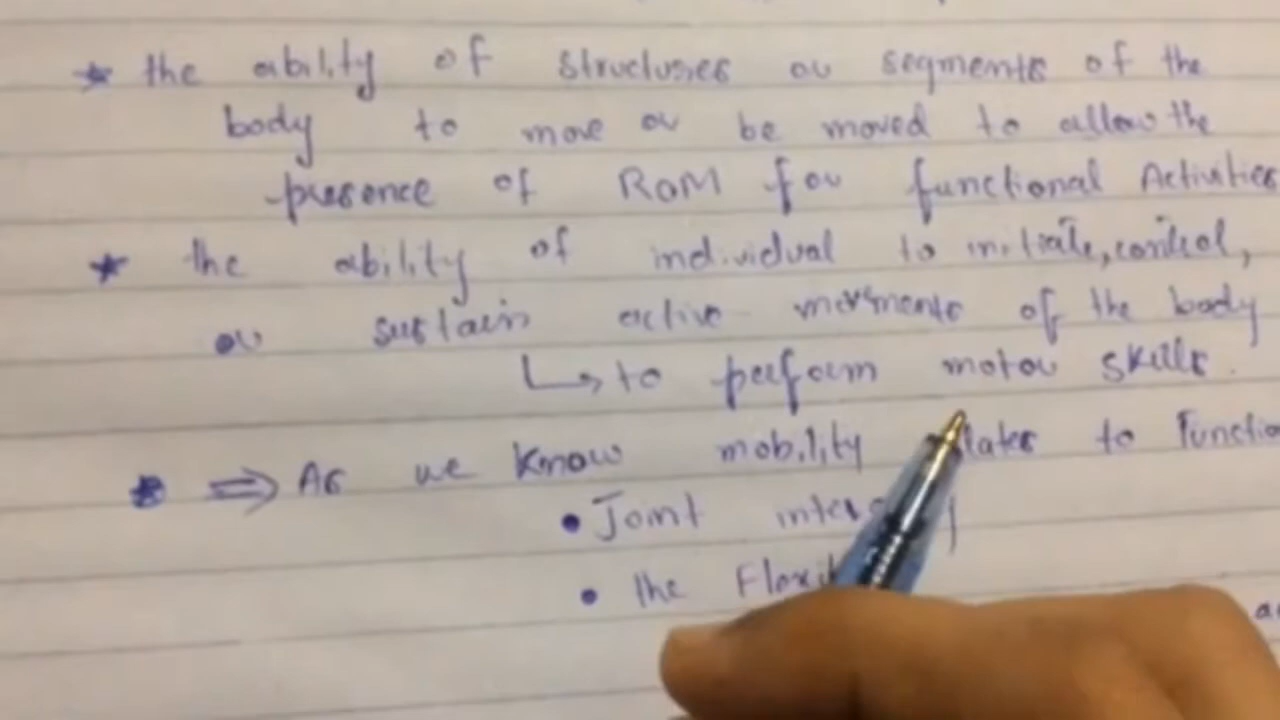 * the ability of structures or segments of the
body to move or be moved to allow the
presence of ROM for functional Activities
* the ability of individual to initiate, control,
or sustain active movements of the body
↳ to perform motor skills.
* ⇒ As we know mobility to
• Joint
• the